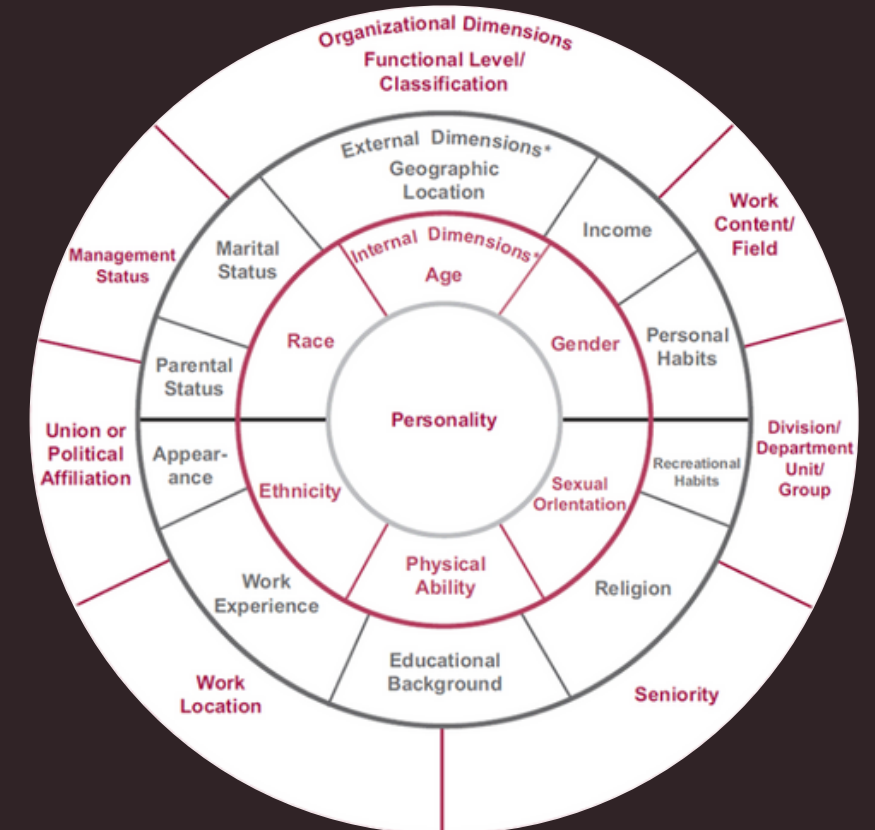 Organizational Dimensions
Functional Level/
Classification
Work
Content/
Field
Division/
Department
Unit/
Group
Seniority
Work
Location
Union or
Political
Affiliation
Management
Status
External Dimensions*
Geographic
Location
Income
Personal
Habits
Recreational
Habits
Religion
Educational
Background
Work
Experience
Appear-
ance
Parental
Status
Marital
Status
Internal Dimensions*
Age
Gender
Sexual
Orlentation
Physical
Ability
Ethnicity
Race
Personality